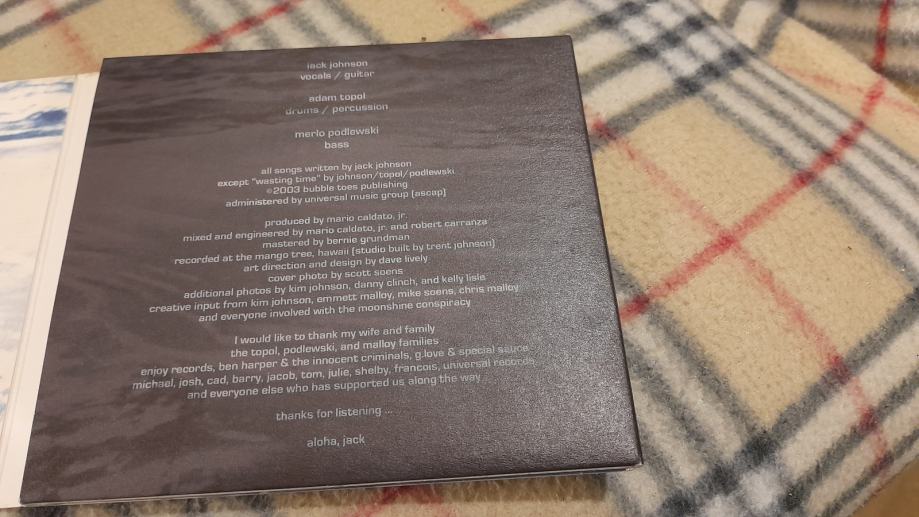 jack johnson
vocals / guitar
adam topol
drums / percussion
merlo podlewski
bass
all songs written by jack johnson
except "wasting time" by johnson/topol/podlewski
©2003 bubble toes publishing
administered by universal music group [ascap]
produced by mario caldato, jr.
mixed and engineered by mario caldato, jr. and robert carranza
mastered by bernie grundman
recorded at the mango tree, hawaii [studio built by trent johnson]
art direction and design by dave lively
cover photo by scott soens
additional photos by kim johnson, danny clinch, and kelly lisle
creative input from kim johnson, emmett malloy, mike soens, chris malloy
and everyone involved with the moonshine conspiracy
I would like to thank my wife and family
the topol, podlewski, and malloy families
enjoy records, ben harper & the innocent criminals, g.love & special sauce
michael, josh, cad, barry, jacob, tom, julie, shelby, francois, universal records
and everyone else who has supported us along the way
thanks for listening ...
aloha, jack